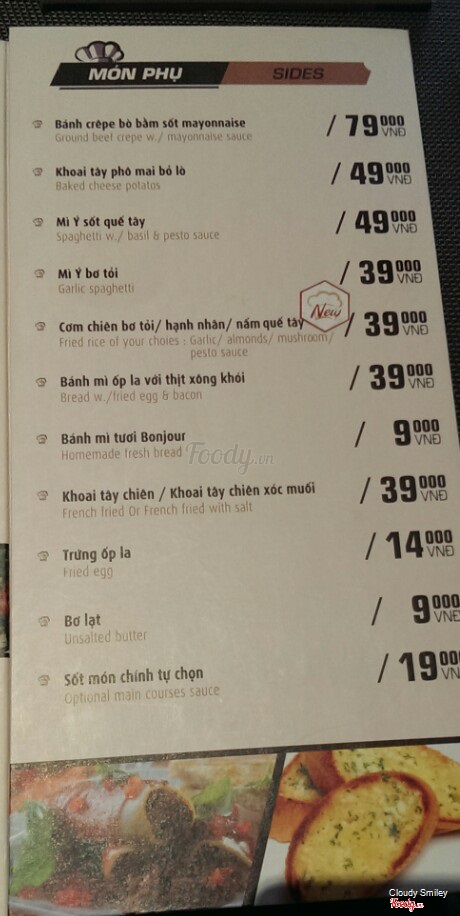 MÓN PHỤ SIDES
Bánh crêpe bò bằm sốt mayonnaise / 79000 VNĐ
Ground beef crepe w./ mayonnaise sauce
Khoai tây phô mai bỏ lò / 49000 VNĐ
Baked cheese potatos
Mì Ý sốt quế tây / 49000 VNĐ
Spaghetti w./ basil & pesto sauce
Mì Ý bơ tỏi / 39000 VNĐ
Garlic spaghetti
New
Cơm chiên bơ tỏi/ hạnh nhân/ nấm quế tây / 39000 VNĐ
Fried rice of your choies : Garlic/ almonds/ mushroom/
pesto sauce
Bánh mì ốp la với thịt xông khói / 39000 VNĐ
Bread w./fried egg & bacon
Bánh mì tươi Bonjour / 9000 VNĐ
Homemade fresh bread
Foody.vn
Khoai tây chiên / Khoai tây chiên xóc muối / 39000 VNĐ
French fried Or French fried with salt
Trứng ốp la / 14000 VNĐ
Fried egg
Bơ lạt / 9000 VNĐ
Unsalted butter
Sốt món chính tự chọn / 19000 VN
Optional main courses sauce
Cloudy Smiley
Foody.vn